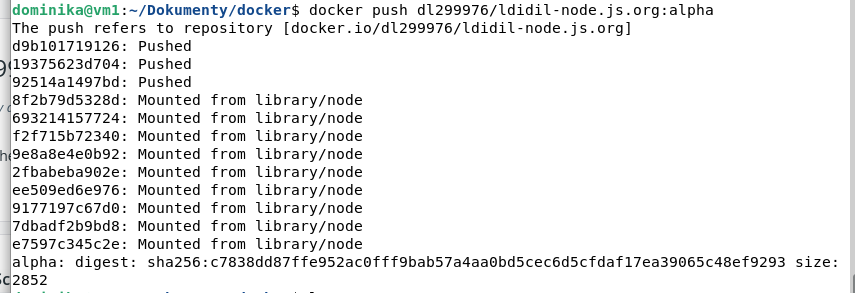 dominika@vm1:~/Dokumenty/docker$ docker push dl299976/ldidil-node.js.org:alpha
The push refers to repository [docker.io/dl299976/ldidil-node.js.org]
d9b101719126: Pushed
19375623d704: Pushed
92514a1497bd: Pushed
8f2b79d5328d: Mounted from library/node
693214157724: Mounted from library/node
f2f715b72340: Mounted from library/node
9e8a8e4e0b92: Mounted from library/node
2fbabeba902e: Mounted from library/node
ee509ed6e976: Mounted from library/node
9177197c67d0: Mounted from library/node
7dbadf2b9bd8: Mounted from library/node
e7597c345c2e: Mounted from library/node
alpha: digest: sha256:c7838dd87ffe952ac0fff9bab57a4aa0bd5cec6d5cfdaf17ea39065c48ef9293 size:
2852